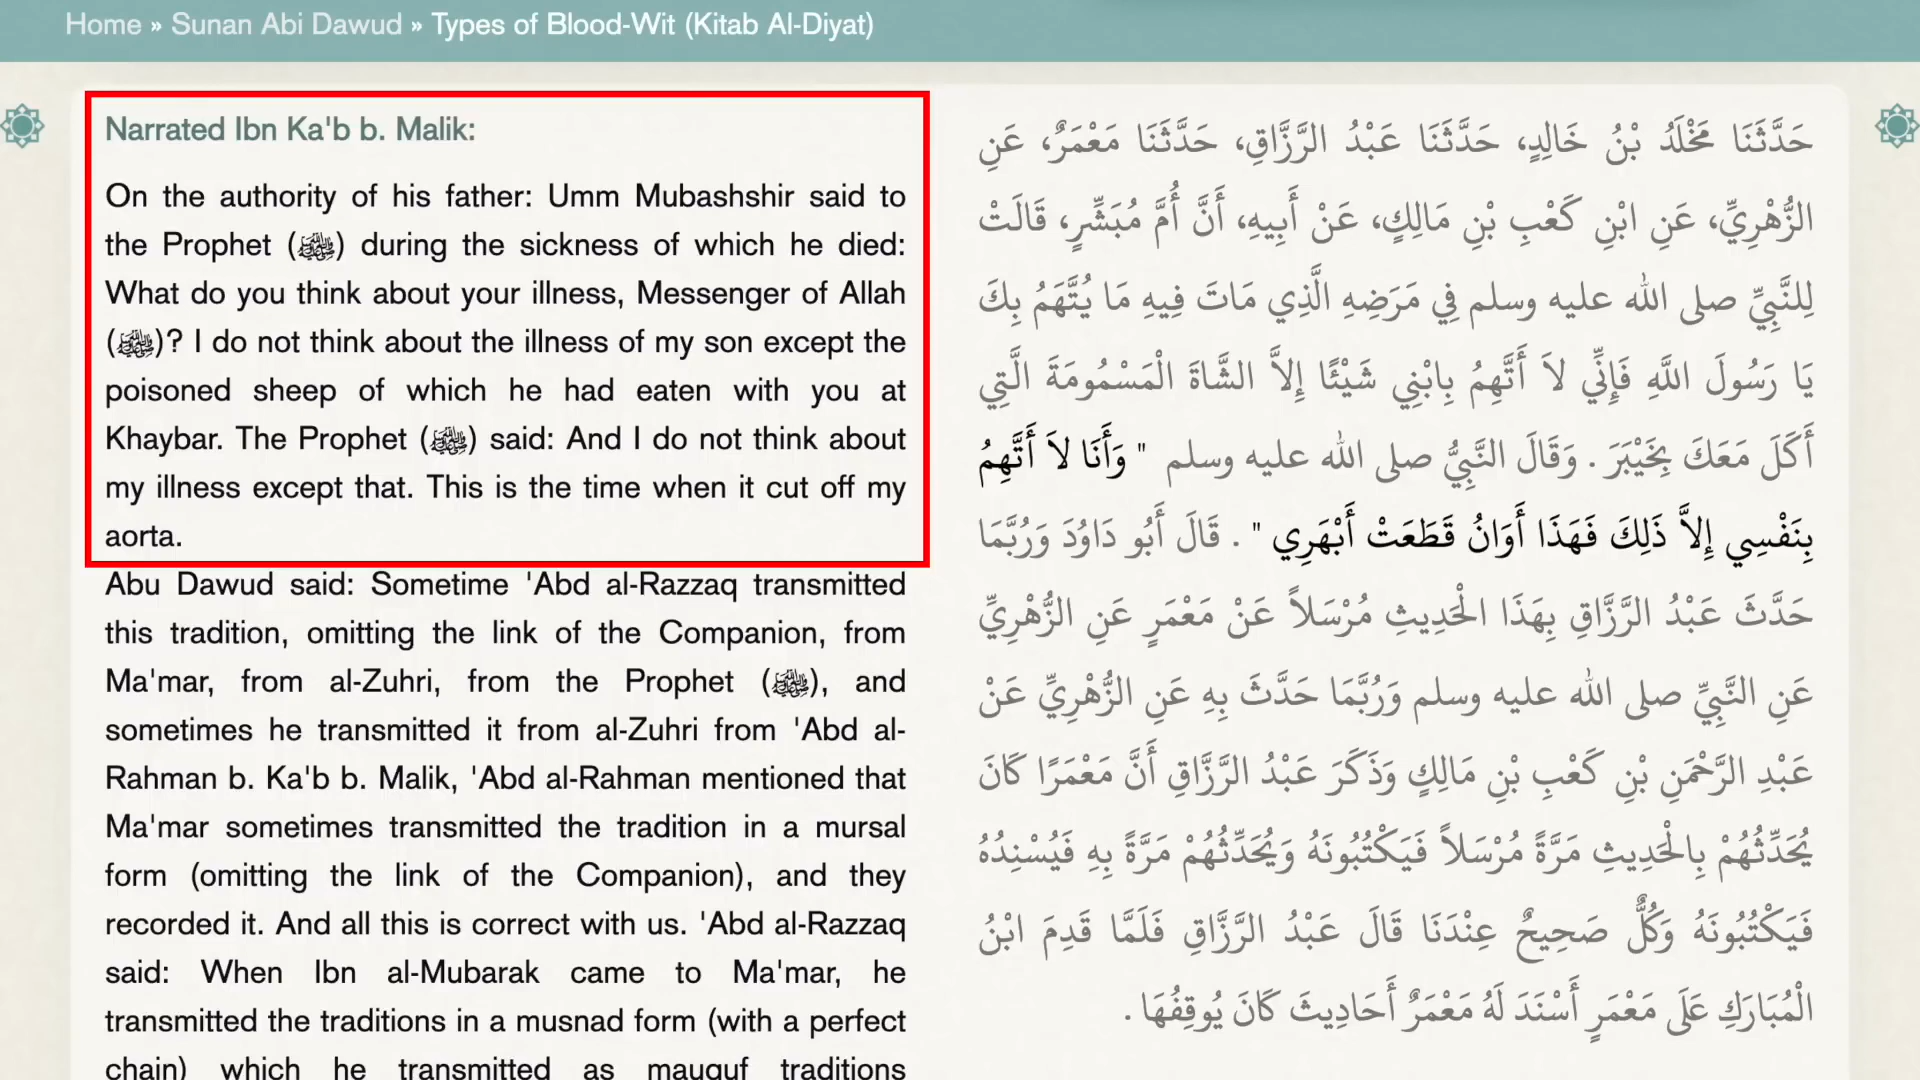 Home » Sunan Abi Dawud » Types of Blood-Wit (Kitab Al-Diyat)
Narrated Ibn Ka'b b. Malik:
On the authority of his father: Umm Mubashshir said to
the Prophet (ﷺ) during the sickness of which he died:
What do you think about your illness, Messenger of Allah
(ﷺ)? I do not think about the illness of my son except the
poisoned sheep of which he had eaten with you at
Khaybar. The Prophet (ﷺ) said: And I do not think about
my illness except that. This is the time when it cut off my
aorta.
Abu Dawud said: Sometime 'Abd al-Razzaq transmitted
this tradition, omitting the link of the Companion, from
Ma'mar, from al-Zuhri, from the Prophet (ﷺ), and
sometimes he transmitted it from al-Zuhri from 'Abd al-
Rahman b. Ka'b b. Malik, 'Abd al-Rahman mentioned that
Ma'mar sometimes transmitted the tradition in a mursal
form (omitting the link of the Companion), and they
recorded it. And all this is correct with us. 'Abd al-Razzaq
said: When Ibn al-Mubarak came to Ma'mar, he
transmitted the traditions in a musnad form (with a perfect
chain) which he transmitted as mauquf traditions
حَدَّثَنَا مَخْلَدُ بْنُ خَالِدٍ، حَدَّثَنَا عَبْدُ الرَّزَّاقِ، حَدَّثَنَا مَعْمَرٌ، عَنِ
الزُّهْرِيِّ، عَنِ ابْنِ كَعْبِ بْنِ مَالِكٍ، عَنْ أَبِيهِ، أَنَّ أُمَّ مُبَشِّرٍ، قَالَتْ
لِلنَّبِيِّ صلى الله عليه وسلم فِي مَرَضِهِ الَّذِي مَاتَ فِيهِ مَا يُتَّهَمُ بِكَ
يَا رَسُولَ اللَّهِ فَإِنِّي لاَ أَتَّهِمُ بِابْنِي شَيْئًا إِلاَّ الشَّاةَ الْمَسْمُومَةَ الَّتِي
أَكَلَ مَعَكَ بِخَيْبَرَ . وَقَالَ النَّبِيُّ صلى الله عليه وسلم " وَأَنَا لاَ أَتَّهِمُ
بِنَفْسِي إِلاَّ ذَلِكَ فَهَذَا أَوَانُ قَطَعَتْ أَبْهَرِي " . قَالَ أَبُو دَاوُدَ وَرُبَّمَا
حَدَّثَ عَبْدُ الرَّزَّاقِ بِهَذَا الْحَدِيثِ مُرْسَلاً عَنْ مَعْمَرٍ عَنِ الزُّهْرِيِّ
عَنِ النَّبِيِّ صلى الله عليه وسلم وَرُبَّمَا حَدَّثَ بِهِ عَنِ الزُّهْرِيِّ عَنْ
عَبْدِ الرَّحْمَنِ بْنِ كَعْبِ بْنِ مَالِكٍ وَذَكَرَ عَبْدُ الرَّزَّاقِ أَنَّ مَعْمَرًا كَانَ
يُحَدِّثُهُمْ بِالْحَدِيثِ مَرَّةً مُرْسَلاً فَيَكْتُبُونَهُ وَيُحَدِّثُهُمْ مَرَّةً بِهِ فَيُسْنِدُهُ
فَيَكْتُبُونَهُ وَكُلٌّ صَحِيحٌ عِنْدَنَا قَالَ عَبْدُ الرَّزَّاقِ فَلَمَّا قَدِمَ ابْنُ
الْمُبَارَكِ عَلَى مَعْمَرٍ أَسْنَدَ لَهُ مَعْمَرٌ أَحَادِيثَ كَانَ يُوقِفُهَا .